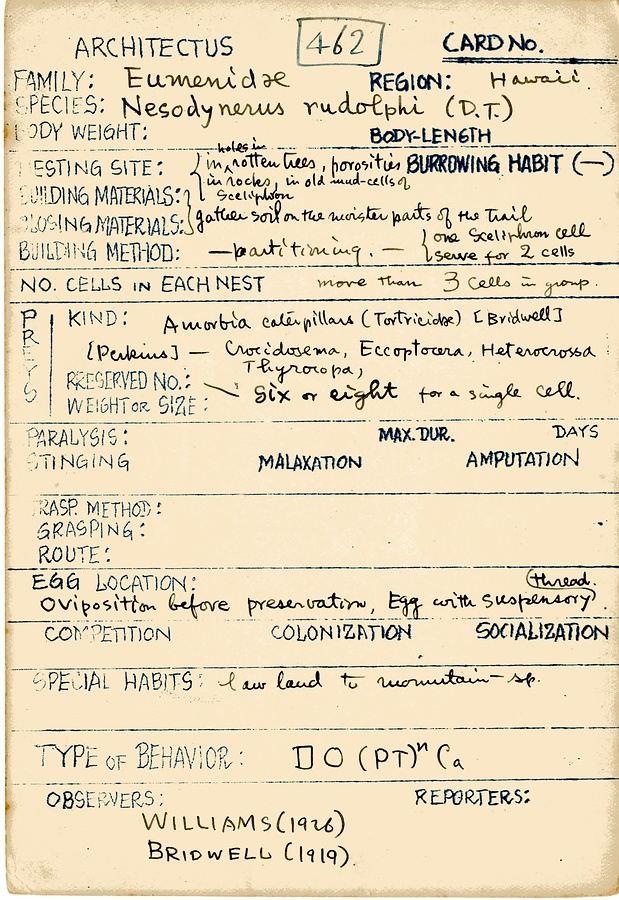 ARCHITECTUS 462 CARD No.
FAMILY: Eumenidae REGION: Hawaii
SPECIES: Nesodynerus rudolphi (D.T.)
BODY WEIGHT: BODY-LENGTH
holes in
NESTING SITE: { in rotten trees, porosities BURROWING HABIT (—)
in rocks, in old mud-cells of
BUILDING MATERIALS: Sceliphron
CLOSING MATERIALS: } gather soil on the moister parts of the trail
BUILDING METHOD: — partitioning. — { one Sceliphron cell
serve for 2 cells
NO. CELLS IN EACH NEST more than 3 cells in group.
PREYS
KIND: Amorbia caterpillars (Tortricidae) [Bridwell]
[Perkins] — Crocidosema, Eccoptocera, Heterocrossa
Thyrocopa,
RRESERVED NO.:
WEIGHT OR SIZE: Six or eight for a single cell.
PARALYSIS: MAX. DUR. DAYS
STINGING MALAXATION AMPUTATION
GRASP. METHOD:
GRASPING:
ROUTE:
EGG LOCATION: (thread.
Oviposition before preservation, Egg with suspensory)
COMPETITION COLONIZATION SOCIALIZATION
SPECIAL HABITS: law land to momutain-sp.
TYPE OF BEHAVIOR: IO (PT)ⁿ Ca
OBSERVERS: REPORTERS:
WILLIAMS (1926)
BRIDWELL (1919)